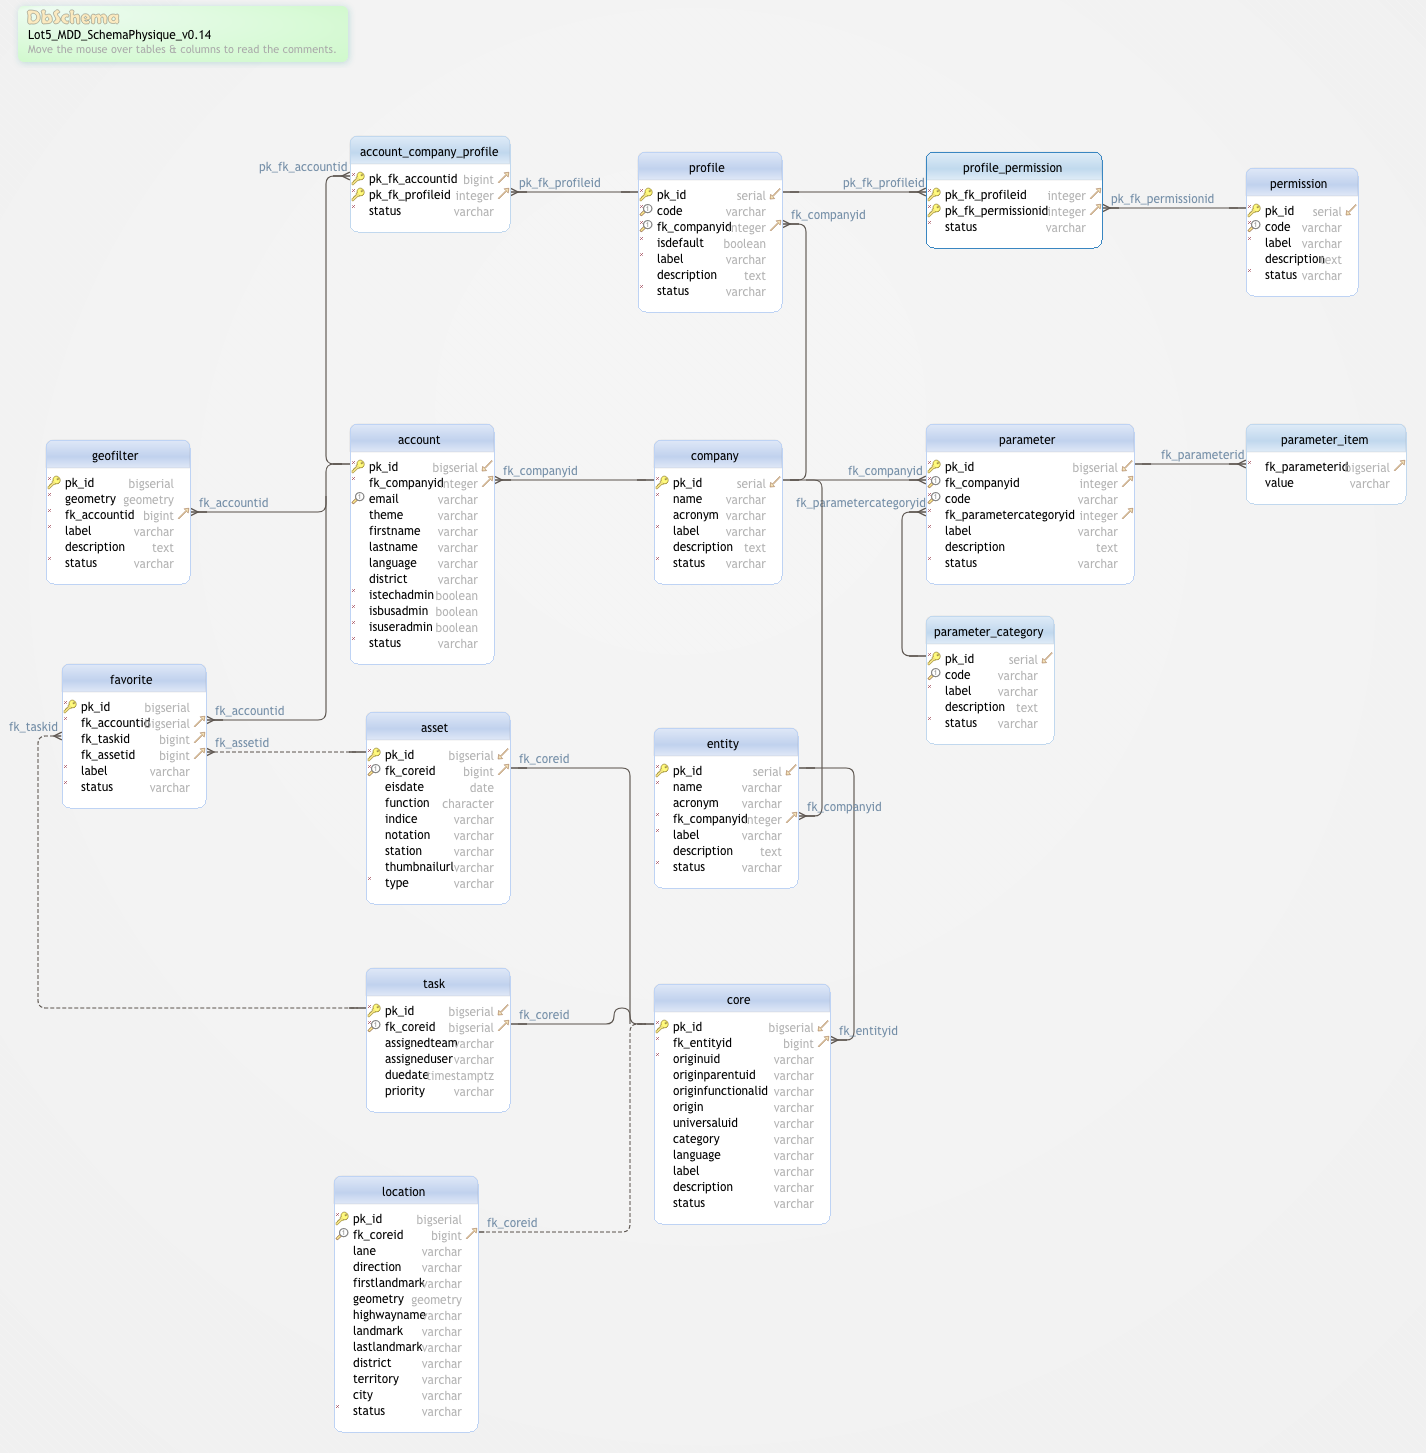 DbSchema
Lot5_MDD_SchemaPhysique_v0.14
Move the mouse over tables & columns to read the comments.
account_company_profile
pk_fk_accountid bigint
pk_fk_profileid integer
status varchar
pk_fk_accountid
pk_fk_profileid
profile
pk_id serial
code varchar
fk_companyid integer
isdefault boolean
label varchar
description text
status varchar
pk_fk_profileid
fk_companyid
profile_permission
pk_fk_profileid integer
pk_fk_permissionid integer
status varchar
pk_fk_permissionid
permission
pk_id serial
code varchar
label varchar
description text
status varchar
geofilter
pk_id bigserial
geometry geometry
fk_accountid bigint
label varchar
description text
status varchar
fk_accountid
account
pk_id bigserial
fk_companyid integer
email varchar
theme varchar
firstname varchar
lastname varchar
language varchar
district varchar
istechadmin boolean
isbusadmin boolean
isuseradmin boolean
status varchar
fk_companyid
company
pk_id serial
name varchar
acronym varchar
label varchar
description text
status varchar
fk_companyid
fk_parametercategoryid
parameter
pk_id bigserial
fk_companyid integer
code varchar
fk_parametercategoryid integer
label varchar
description text
status varchar
fk_parameterid
parameter_item
fk_parameterid bigserial
value varchar
parameter_category
pk_id serial
code varchar
label varchar
description text
status varchar
favorite
pk_id bigserial
fk_accountid bigserial
fk_taskid bigint
fk_assetid bigint
label varchar
status varchar
fk_taskid
fk_accountid
fk_assetid
asset
pk_id bigserial
fk_coreid bigint
eisdate date
function character
indice varchar
notation varchar
station varchar
thumbnailurl varchar
type varchar
fk_coreid
entity
pk_id serial
name varchar
acronym varchar
fk_companyid integer
label varchar
description text
status varchar
fk_companyid
task
pk_id bigserial
fk_coreid bigserial
assignedteam varchar
assigneduser varchar
duedate timestamptz
priority varchar
fk_coreid
core
pk_id bigserial
fk_entityid bigint
originuid varchar
originparentuid varchar
originfunctionalid varchar
origin varchar
universaluid varchar
category varchar
language varchar
label varchar
description varchar
status varchar
fk_entityid
location
pk_id bigserial
fk_coreid bigint
lane varchar
direction varchar
firstlandmark varchar
geometry geometry
highwayname varchar
landmark varchar
lastlandmark varchar
district varchar
territory varchar
city varchar
status varchar
fk_coreid